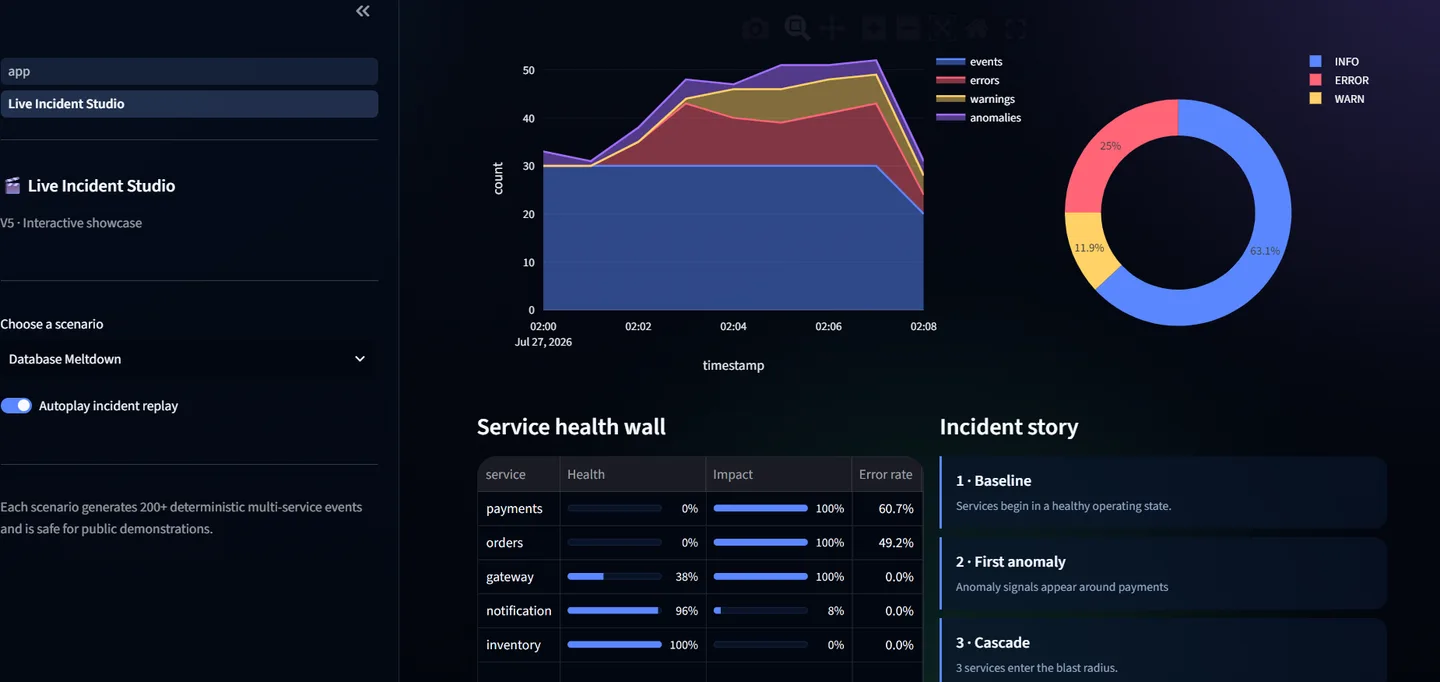 app
Live Incident Studio
🎬 Live Incident Studio
V5 · Interactive showcase
Choose a scenario
Database Meltdown
Autoplay incident replay
Each scenario generates 200+ deterministic multi-service events
and is safe for public demonstrations.
count
50
40
30
20
10
0
02:00
02:02
02:04
02:06
02:08
Jul 27, 2026
timestamp
events
errors
warnings
anomalies
25%
11.9%
63.1%
INFO
ERROR
WARN
Service health wall
service Health Impact Error rate
payments 0% 100% 60.7%
orders 0% 100% 49.2%
gateway 38% 100% 0.0%
notification 96% 8% 0.0%
inventory 100% 0% 0.0%
Incident story
1 · Baseline
Services begin in a healthy operating state.
2 · First anomaly
Anomaly signals appear around payments
3 · Cascade
3 services enter the blast radius.